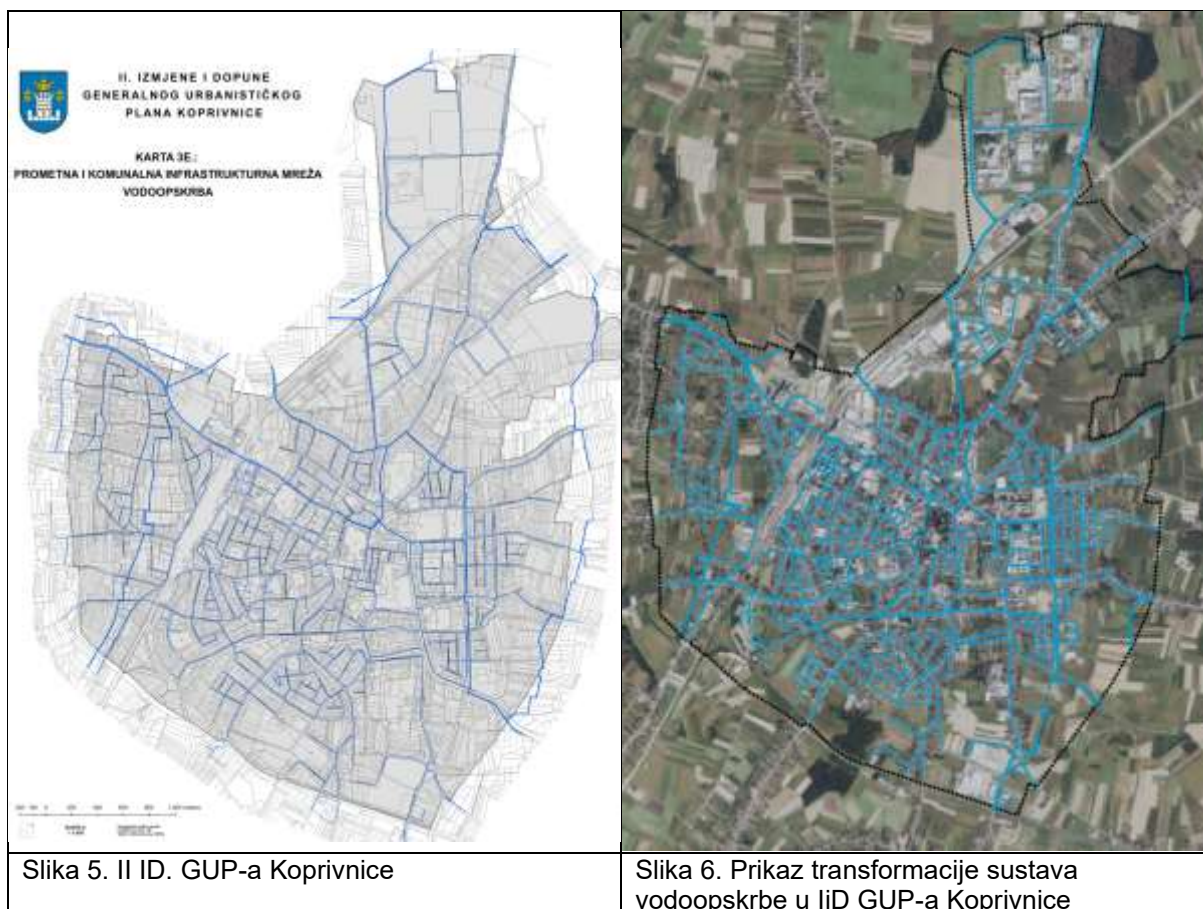 II. IZMJENE I DOPUNE
GENERALNOG URBANISTIČKOG
PLANA KOPRIVNICE
KARTA 3E.:
PROMETNA I KOMUNALNA INFRASTRUKTURNA MREŽA
VODOOPSKRBA
Slika 5. II ID. GUP-a Koprivnice
Slika 6. Prikaz transformacije sustava
vodoopskrbe u IiD GUP-a Koprivnice